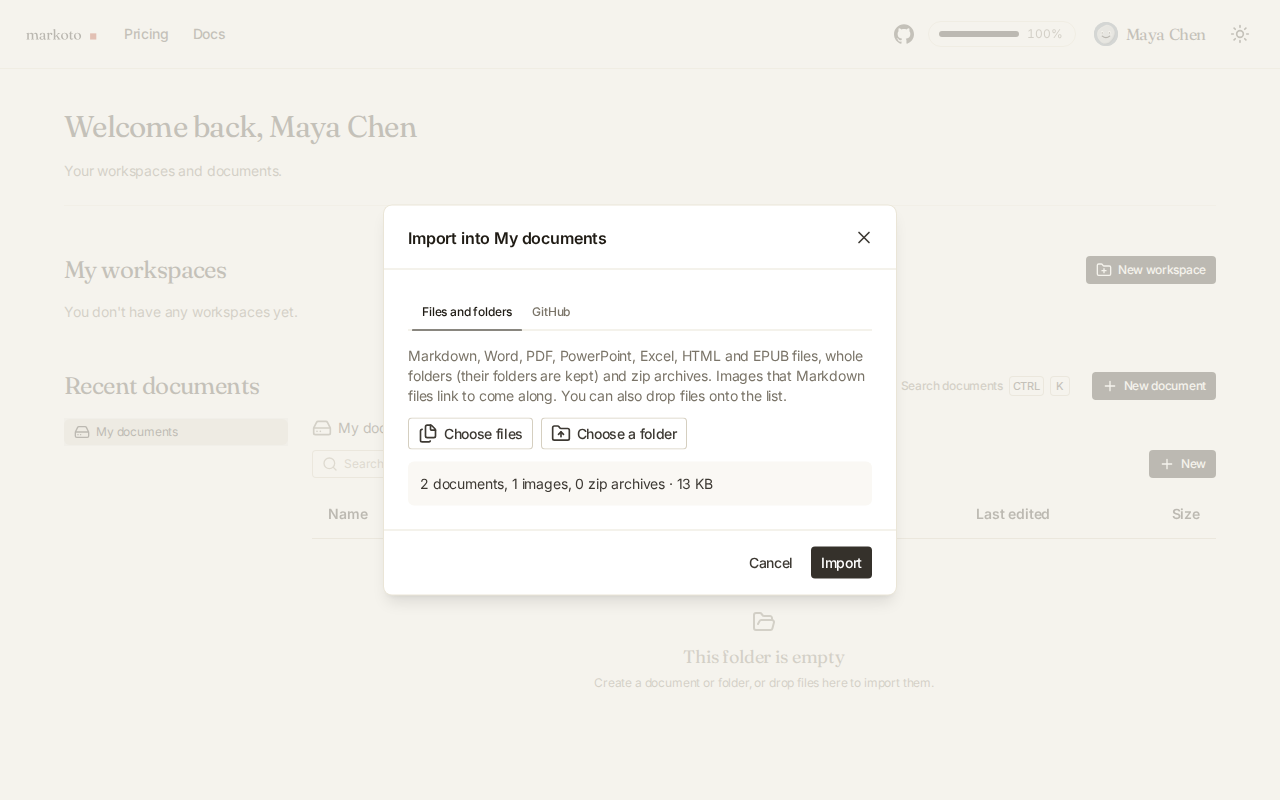 markoto
Pricing
Docs
100%
Maya Chen
Welcome back, Maya Chen
Your workspaces and documents.
My workspaces
New workspace
You don't have any workspaces yet.
Recent documents
Search documents CTRL K
New document
My documents
My doc
Search
New
Name
Last edited
Size
This folder is empty
Create a document or folder, or drop files here to import them.
Import into My documents
Files and folders
GitHub
Markdown, Word, PDF, PowerPoint, Excel, HTML and EPUB files, whole
folders (their folders are kept) and zip archives. Images that Markdown
files link to come along. You can also drop files onto the list.
Choose files
Choose a folder
2 documents, 1 images, 0 zip archives · 13 KB
Cancel
Import